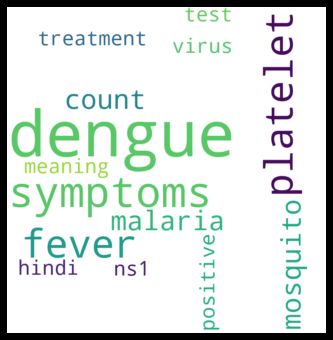 test
treatment
virus
platelet
count
dengue
meaning
symptoms
malaria
mosquito
fever
positive
hindi
ns1